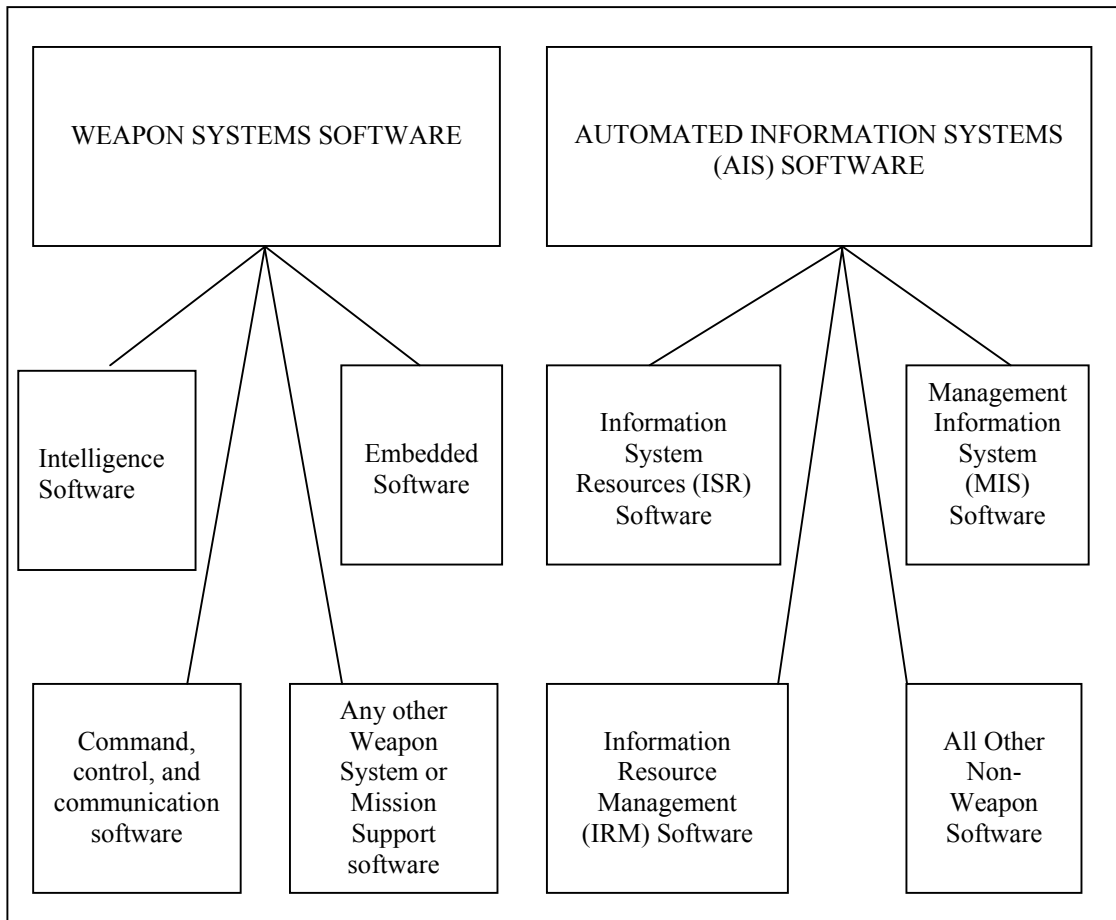 WEAPON SYSTEMS SOFTWARE
AUTOMATED INFORMATION SYSTEMS
(AIS) SOFTWARE
Intelligence
Software
Embedded
Software
Information
System
Resources (ISR)
Software
Management
Information
System
(MIS)
Software
Command,
control, and
communication
software
Any other
Weapon
System or
Mission
Support
software
Information
Resource
Management
(IRM) Software
All Other
Non-
Weapon
Software